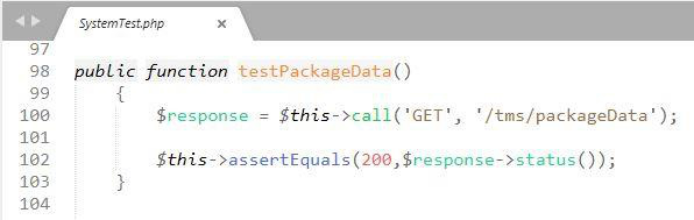 SystemTest.php ×
97
98 public function testPackageData()
99 {
100 $response = $this->call('GET', '/tms/packageData');
101
102 $this->assertEquals(200,$response->status());
103 }
104